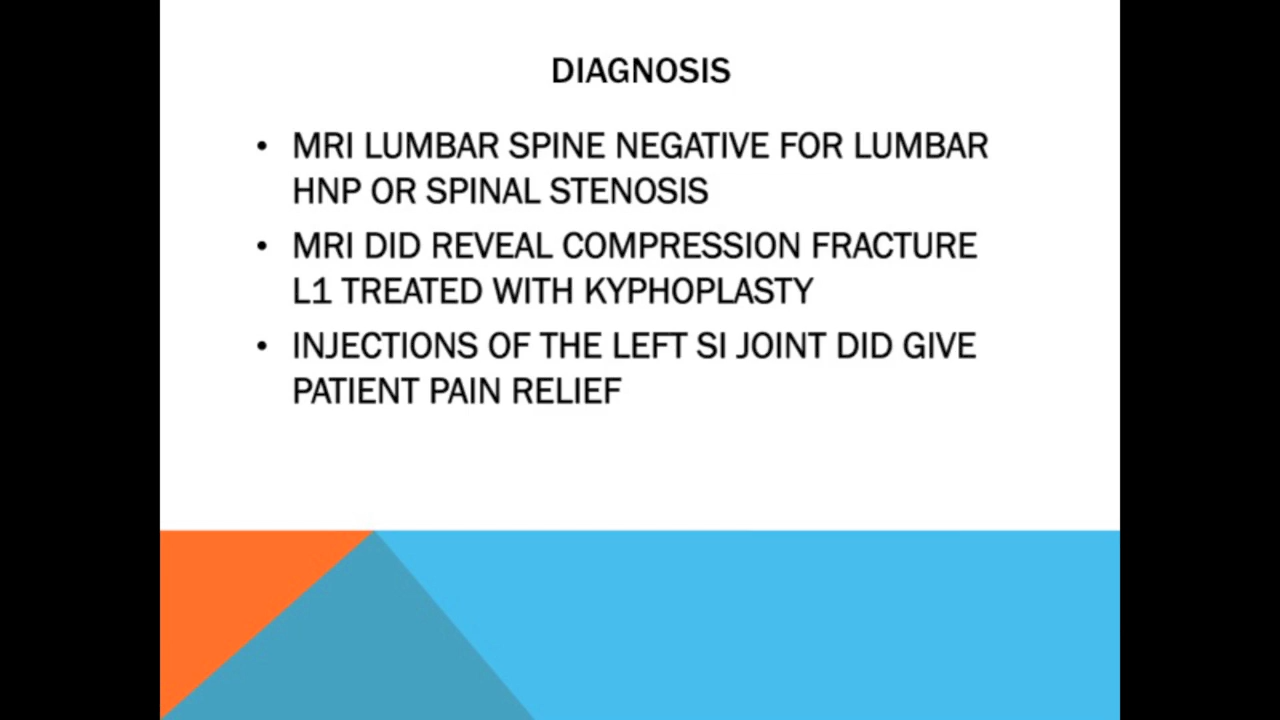 DIAGNOSIS
• MRI LUMBAR SPINE NEGATIVE FOR LUMBAR
HNP OR SPINAL STENOSIS
• MRI DID REVEAL COMPRESSION FRACTURE
L1 TREATED WITH KYPHOPLASTY
• INJECTIONS OF THE LEFT SI JOINT DID GIVE
PATIENT PAIN RELIEF